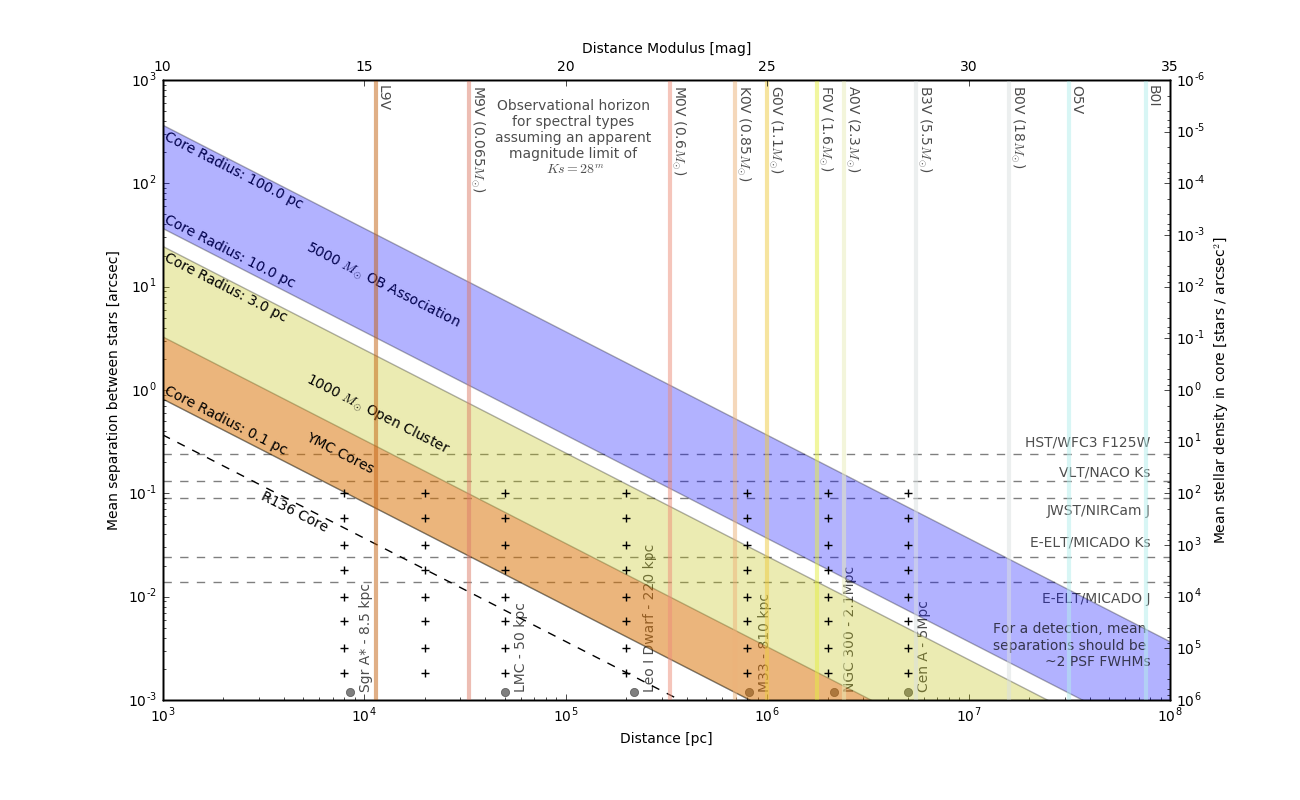 Distance Modulus [mag]
10 15 20 25 30 35
10³ 10² 10¹ 10⁰ 10⁻¹ 10⁻² 10⁻³
Mean separation between stars [arcsec]
10⁻⁶ 10⁻⁵ 10⁻⁴ 10⁻³ 10⁻² 10⁻¹ 10⁰ 10¹ 10² 10³ 10⁴ 10⁵ 10⁶
Mean stellar density in core [stars / arcsec²]
L9V
M9V (0.065M☉)
Observational horizon
for spectral types
assuming an apparent
magnitude limit of
Ks = 28ᵐ
M0V (0.6M☉)
K0V (0.85M☉)
G0V (1.1M☉)
F0V (1.6M☉)
A0V (2.3M☉)
B3V (5.5M☉)
B0V (18M☉)
O5V
B0I
Core Radius: 100.0 pc
5000 M☉ OB Association
Core Radius: 10.0 pc
Core Radius: 3.0 pc
1000 M☉ Open Cluster
YMC Cores
Core Radius: 0.1 pc
R136 Core
HST/WFC3 F125W
VLT/NACO Ks
JWST/NIRCam J
E-ELT/MICADO Ks
E-ELT/MICADO J
For a detection, mean
separations should be
~2 PSF FWHMs
Sgr A* - 8.5 kpc
LMC - 50 kpc
Leo I Dwarf - 220 kpc
M33 - 810 kpc
NGC 300 - 2.1Mpc
Cen A - 5Mpc
10³ 10⁴ 10⁵ 10⁶ 10⁷ 10⁸
Distance [pc]